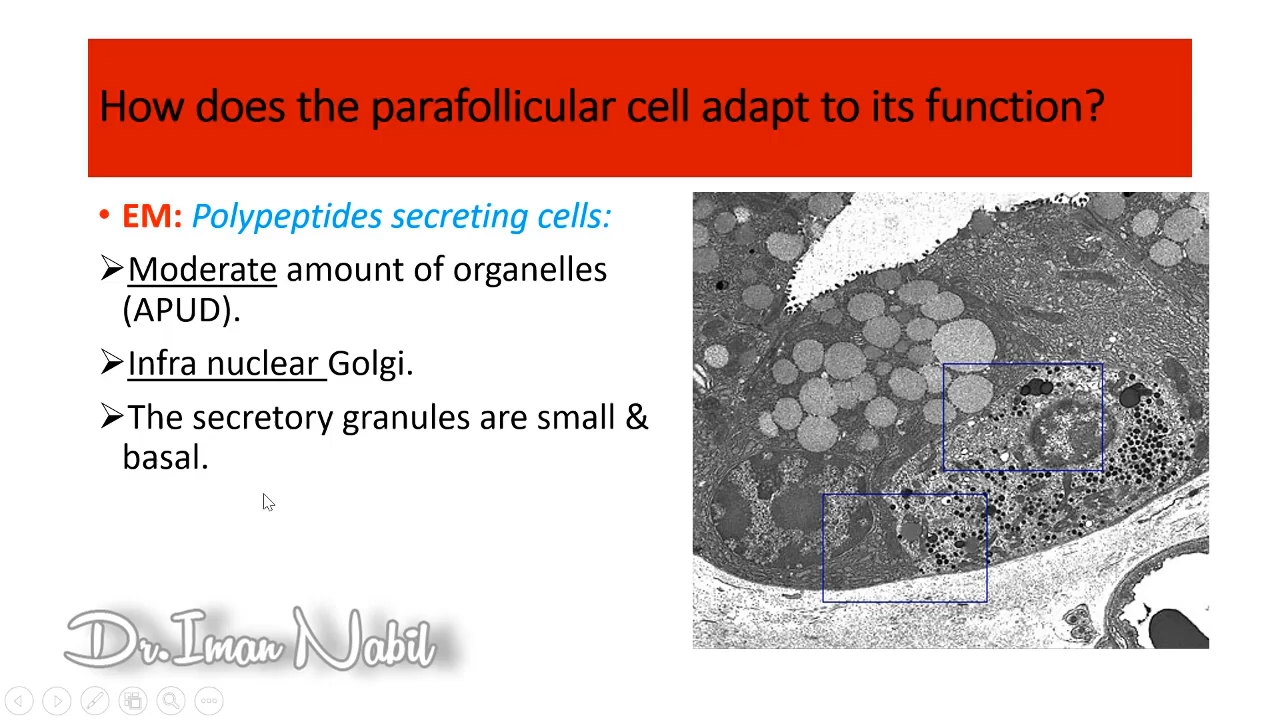 How does the parafollicular cell adapt to its function?
• EM: Polypeptides secreting cells:
➢Moderate amount of organelles
(APUD).
➢Infra nuclear Golgi.
➢The secretory granules are small &
basal.
Dr.Iman Nabil